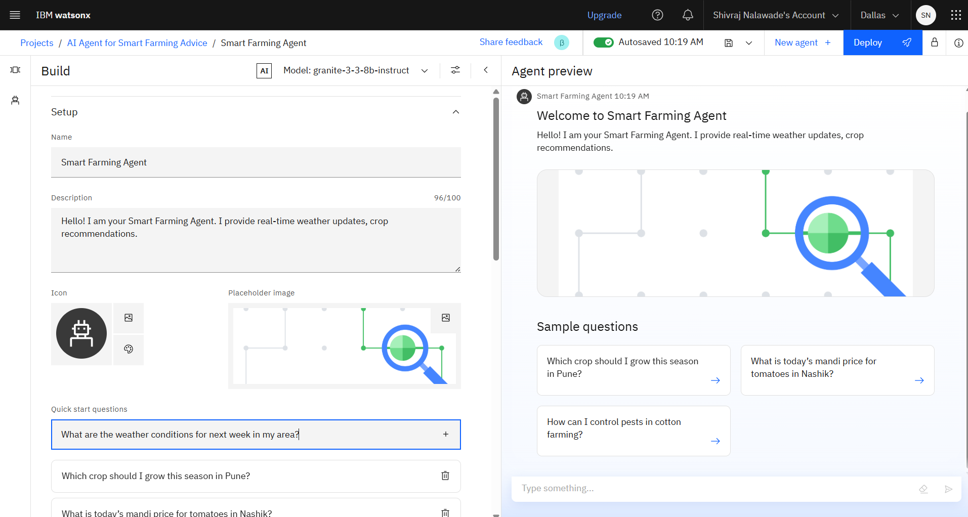 IBM watsonx
Upgrade
Shivraj Nalawade's Account
Dallas
SN
Projects / AI Agent for Smart Farming Advice / Smart Farming Agent
Share feedback
β
Autosaved 10:19 AM
New agent +
Deploy
Build
AI
Model: granite-3-3-8b-instruct
Setup
Name
Smart Farming Agent
Description
96/100
Hello! I am your Smart Farming Agent. I provide real-time weather updates, crop
recommendations.
Icon
Placeholder image
Quick start questions
What are the weather conditions for next week in my area?
Which crop should I grow this season in Pune?
What is today's mandi price for tomatoes in Nashik?
Agent preview
Smart Farming Agent 10:19 AM
Welcome to Smart Farming Agent
Hello! I am your Smart Farming Agent. I provide real-time weather updates, crop
recommendations.
Sample questions
Which crop should I grow this season
in Pune?
What is today's mandi price for
tomatoes in Nashik?
How can I control pests in cotton
farming?
Type something...